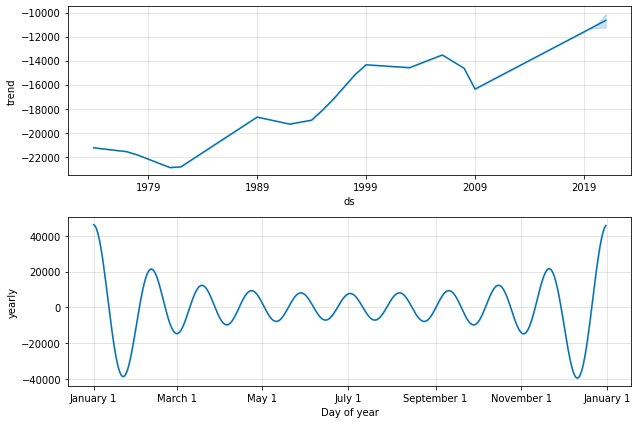 −10000
−12000
−14000
−16000
−18000
−20000
−22000
trend
1979 1989 1999 2009 2019
ds
40000
20000
0
−20000
−40000
yearly
January 1 March 1 May 1 July 1 September 1 November 1 January 1
Day of year